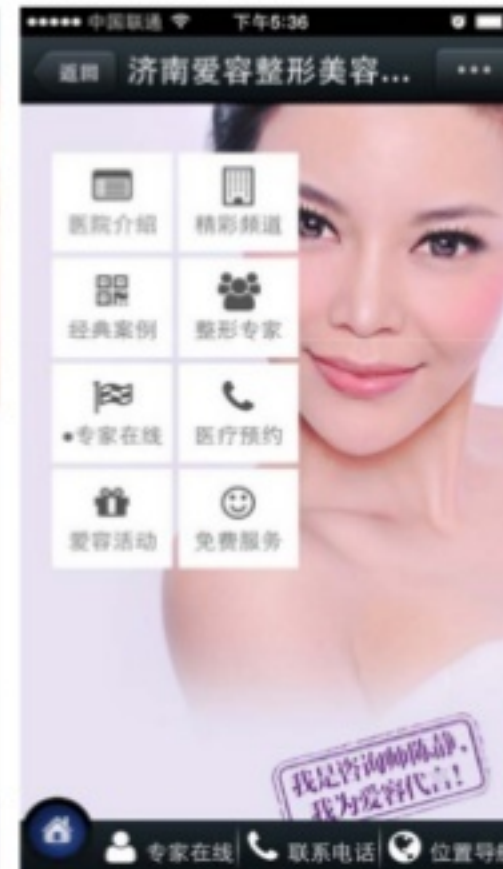 中国联通 下午5:36
返回 济南爱容整形美容...
医院介绍 精彩频道
经典案例 整形专家
•专家在线 医疗预约
爱容活动 免费服务
我是咨询师陈静，
我为爱容代言！
专家在线 联系电话 位置导航